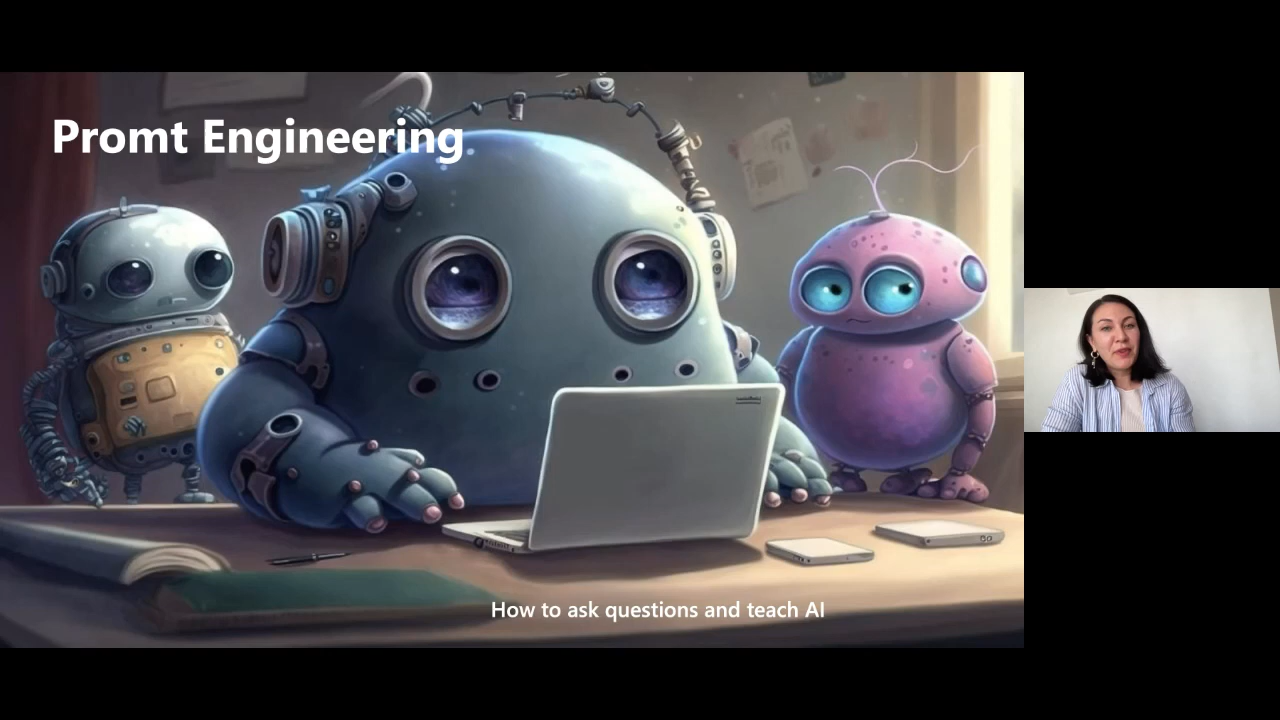 Promt Engineering
How to ask questions and teach AI